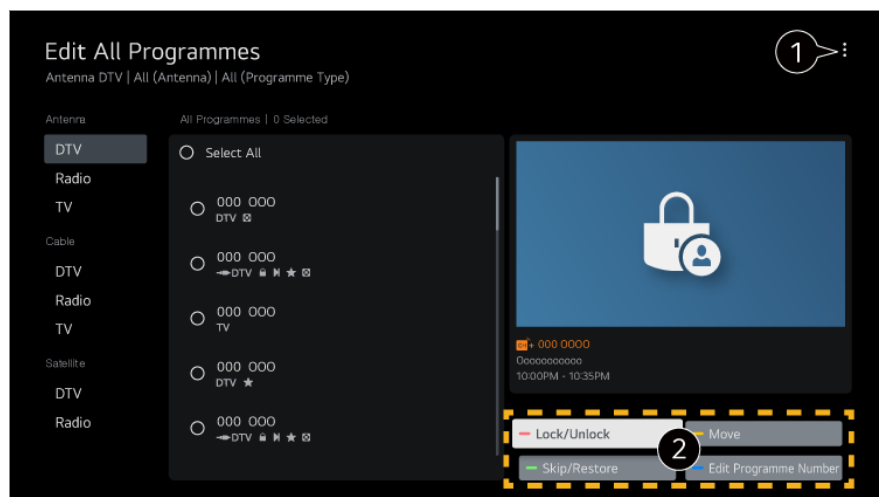 Edit All Programmes
Antenna DTV | All (Antenna) | All (Programme Type)
1
Antenna
DTV
Radio
TV
Cable
DTV
Radio
TV
Satellite
DTV
Radio
All Programmes | 0 Selected
Select All
000 000
DTV
000 000
DTV
000 000
TV
000 000
DTV ★
000 000
DTV
000 0000
Oooooooooo
10:00PM - 10:35PM
Lock/Unlock
Move
2
Skip/Restore
Edit Programme Number